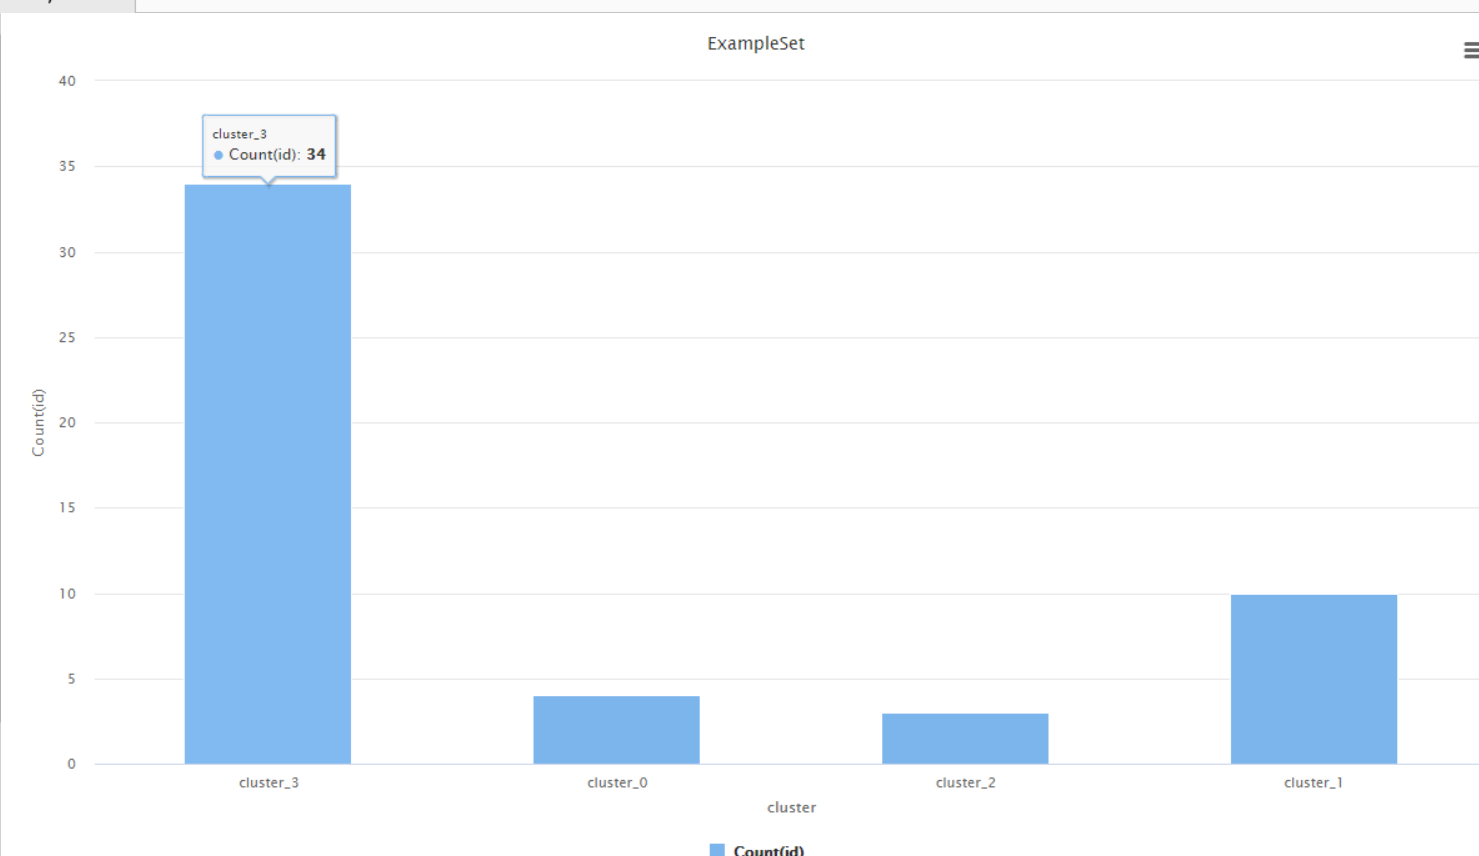 ExampleSet
40
cluster_3
Count(id): 34
35
30
25
20
15
10
5
0
Count(id)
cluster_3 cluster_0 cluster_2 cluster_1
cluster
Count(id)